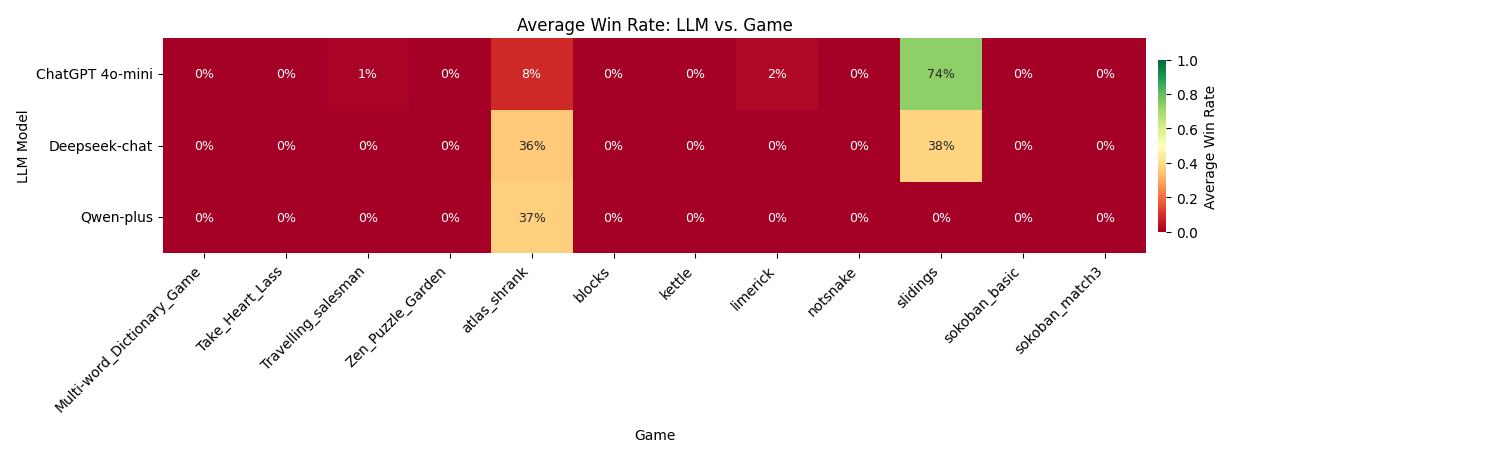 Average Win Rate: LLM vs. Game
LLM Model
ChatGPT 4o-mini 0% 0% 1% 0% 8% 0% 0% 2% 0% 74% 0% 0%
Deepseek-chat 0% 0% 0% 0% 36% 0% 0% 0% 0% 38% 0% 0%
Qwen-plus 0% 0% 0% 0% 37% 0% 0% 0% 0% 0% 0% 0%
Multi-word_Dictionary_Game
Take_Heart_Lass
Travelling_salesman
Zen_Puzzle_Garden
atlas_shrank
blocks
kettle
limerick
notsnake
slidings
sokoban_basic
sokoban_match3
Game
1.0
0.8
0.6
0.4
0.2
0.0
Average Win Rate